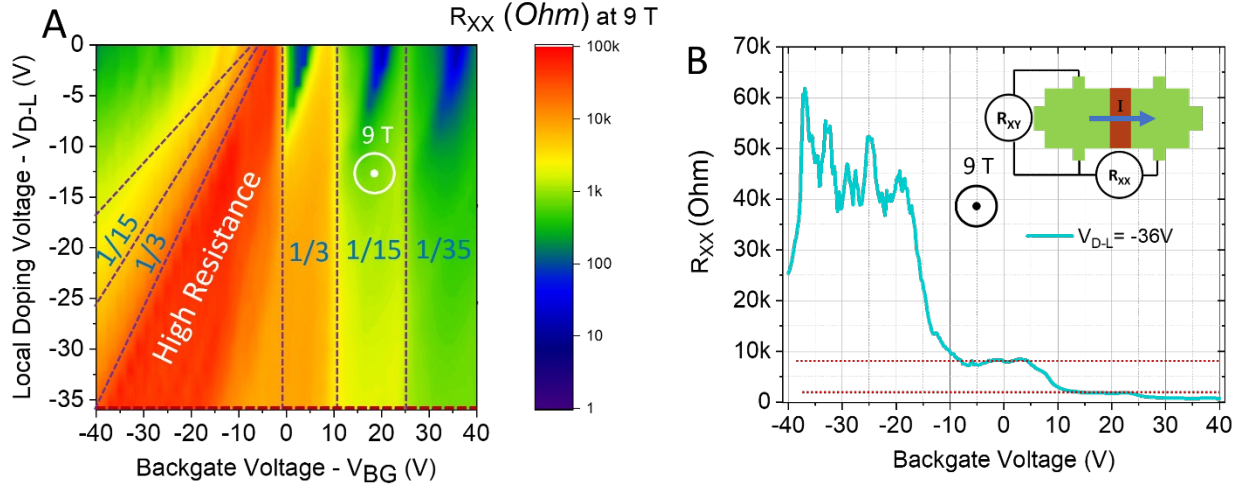 A
R_XX (Ohm) at 9 T
Local Doping Voltage - V_D-L (V)
0
-5
-10
-15
-20
-25
-30
-35
1/15
1/3
High Resistance
9 T
1/3
1/15
1/35
-40 -30 -20 -10 0 10 20 30 40
Backgate Voltage - V_BG (V)
100k
10k
1k
100
10
1
B
R_XX (Ohm)
70k
60k
50k
40k
30k
20k
10k
0
R_XY
I
R_XX
9 T
V_D-L= -36V
-40 -30 -20 -10 0 10 20 30 40
Backgate Voltage (V)